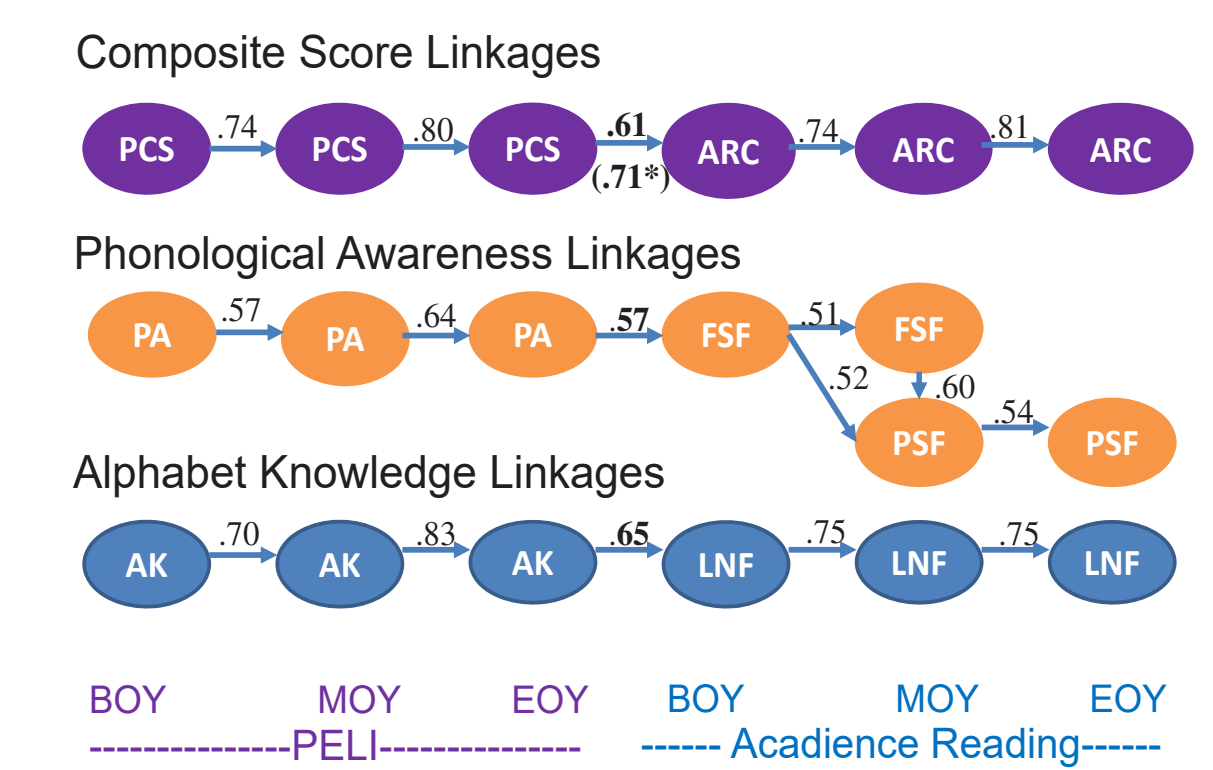 Composite Score Linkages
PCS .74 PCS .80 PCS .61 ARC .74 ARC .81 ARC
(.71*)
Phonological Awareness Linkages
PA .57 PA .64 PA .57 FSF .51 FSF
.52 .60
PSF .54 PSF
Alphabet Knowledge Linkages
AK .70 AK .83 AK .65 LNF .75 LNF .75 LNF
BOY MOY EOY BOY MOY EOY
---------------PELI--------------- ------ Acadience Reading------